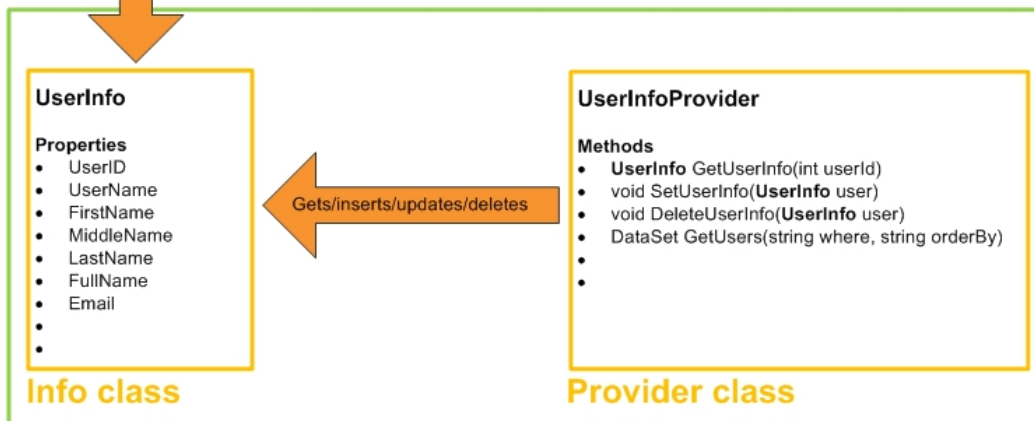 UserInfo
Properties
• UserID
• UserName
• FirstName
• MiddleName
• LastName
• FullName
• Email
•
•
Info class
Gets/inserts/updates/deletes
UserInfoProvider
Methods
• UserInfo GetUserInfo(int userId)
• void SetUserInfo(UserInfo user)
• void DeleteUserInfo(UserInfo user)
• DataSet GetUsers(string where, string orderBy)
•
•
Provider class